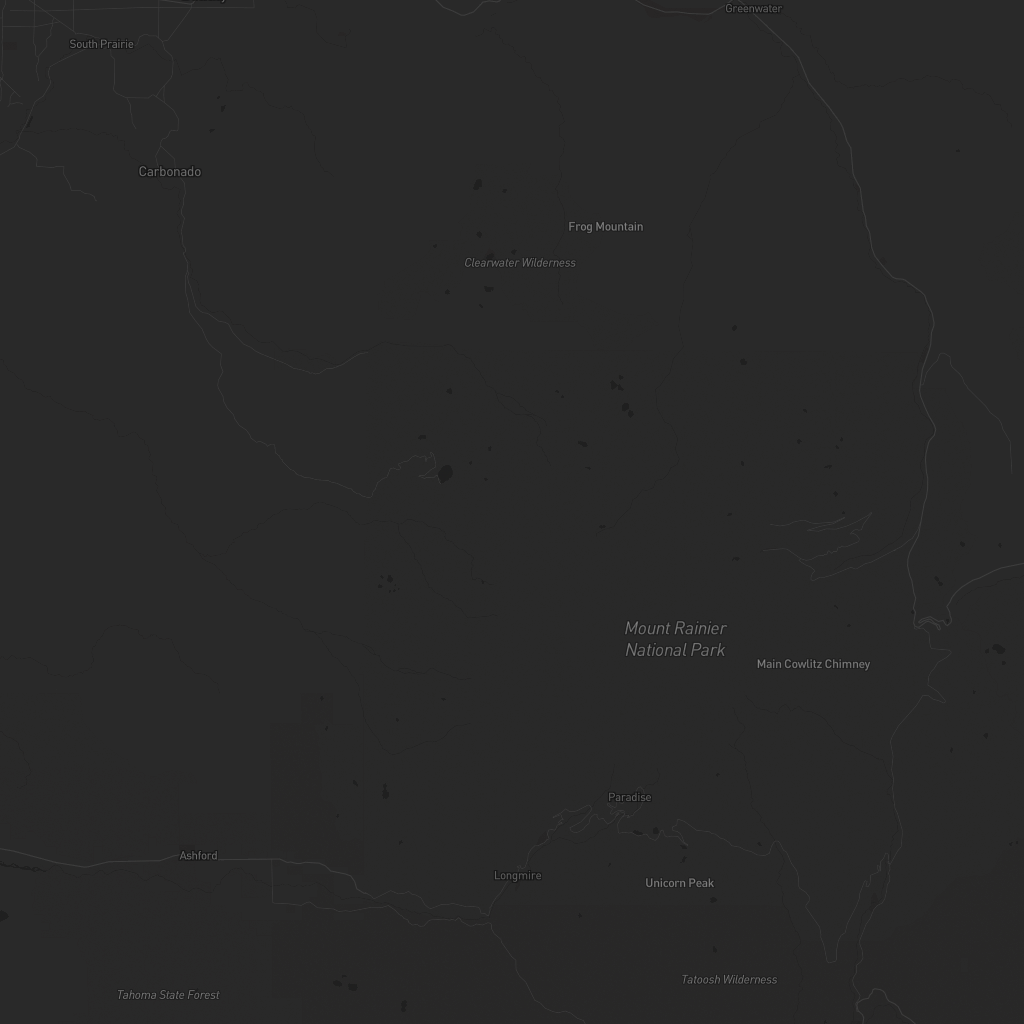 Greenwater
South Prairie
Carbonado
Frog Mountain
Clearwater Wilderness
Mount Rainier
National Park
Main Cowlitz Chimney
Paradise
Ashford
Longmire
Unicorn Peak
Tatoosh Wilderness
Tahoma State Forest